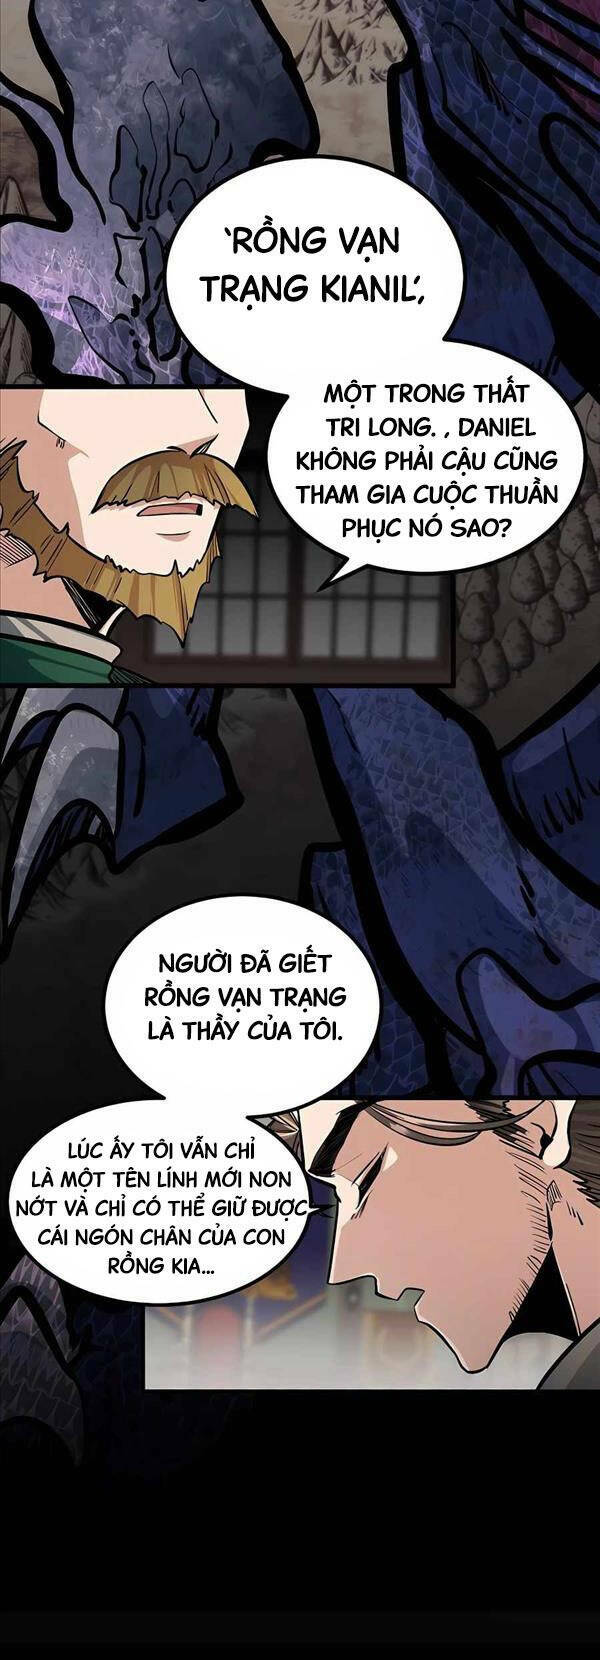 'RỒNG VẠN
TRẠNG KIANIL',
MỘT TRONG THẤT
TRI LONG. , DANIEL
KHÔNG PHẢI CẬU CŨNG
THAM GIA CUỘC THUẦN
PHỤC NÓ SAO?
NGƯỜI ĐÃ GIẾT
RỒNG VẠN TRẠNG
LÀ THẦY CỦA TÔI.
LÚC ẤY TÔI VẪN CHỈ
LÀ MỘT TÊN LÍNH MỚI NON
NỚT VÀ CHỈ CÓ THỂ GIỮ ĐƯỢC
CÁI NGÓN CHÂN CỦA CON
RỒNG KIA...